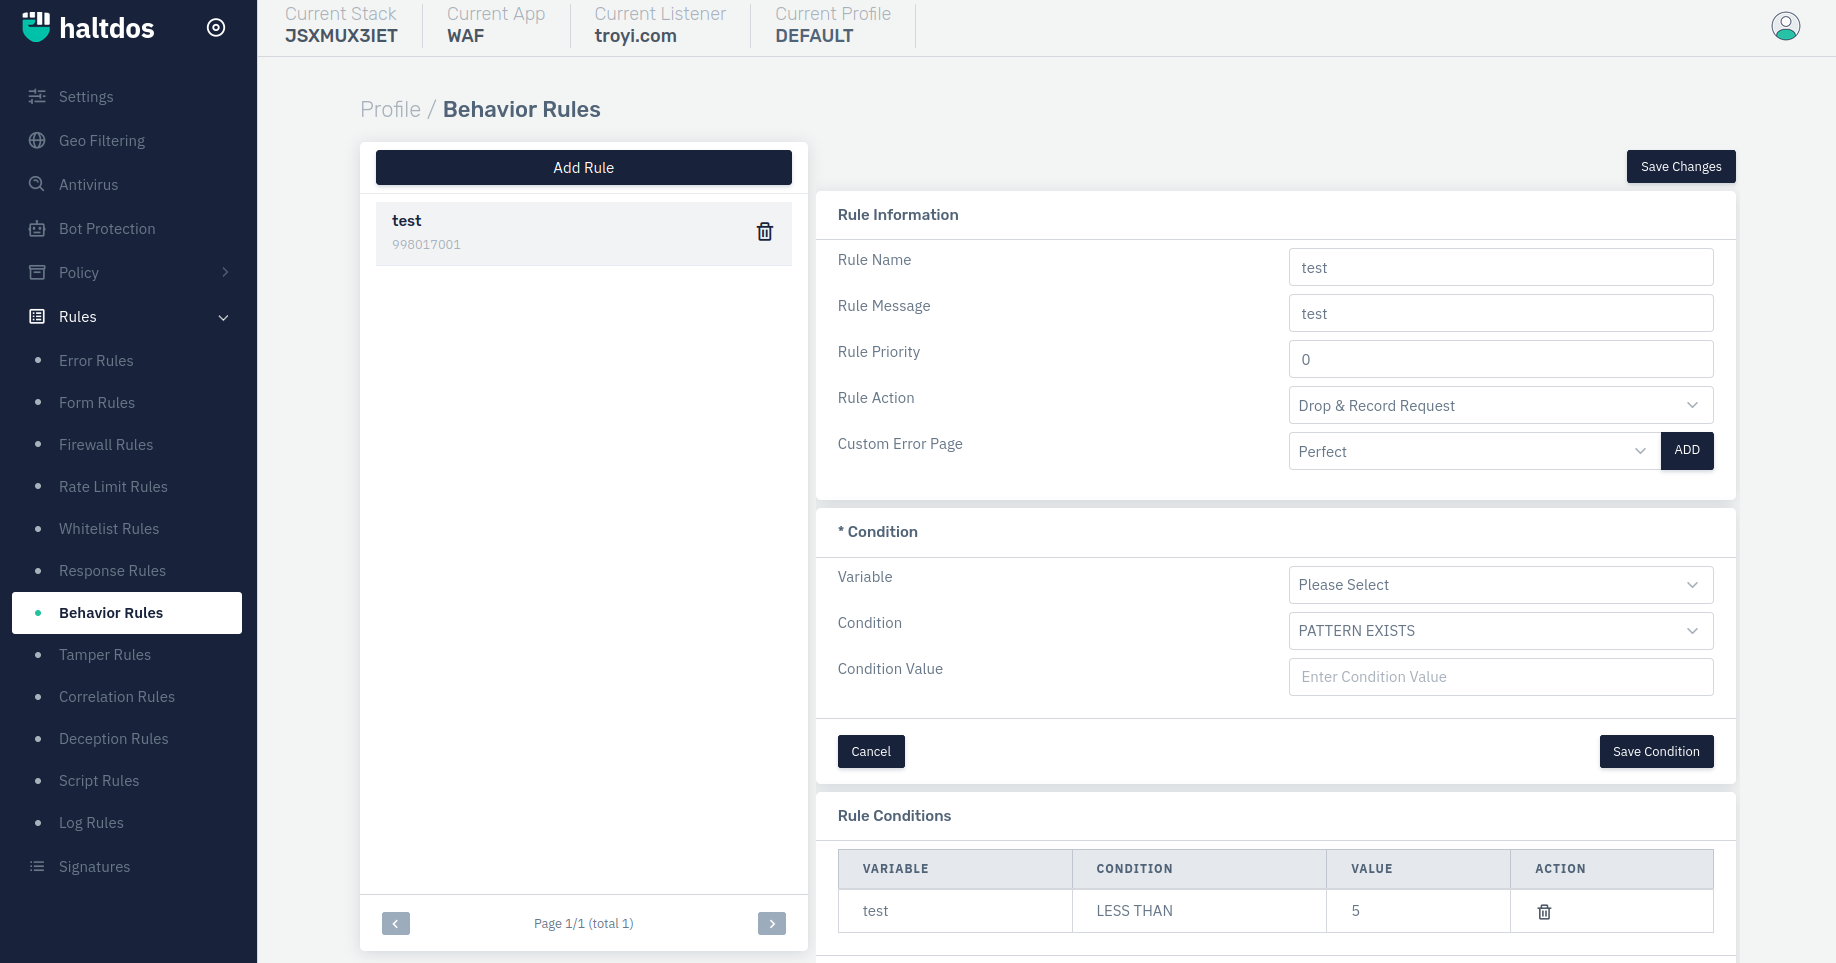 haltdos
Current Stack
JSXMUX3IET
Current App
WAF
Current Listener
troyi.com
Current Profile
DEFAULT
Settings
Geo Filtering
Antivirus
Bot Protection
Policy
Rules
Error Rules
Form Rules
Firewall Rules
Rate Limit Rules
Whitelist Rules
Response Rules
Behavior Rules
Tamper Rules
Correlation Rules
Deception Rules
Script Rules
Log Rules
Signatures
Profile / Behavior Rules
Add Rule
test
998017001
Page 1/1 (total 1)
Save Changes
Rule Information
Rule Name
test
Rule Message
test
Rule Priority
0
Rule Action
Drop & Record Request
Custom Error Page
Perfect
ADD
* Condition
Variable
Please Select
Condition
PATTERN EXISTS
Condition Value
Enter Condition Value
Cancel
Save Condition
Rule Conditions
VARIABLE CONDITION VALUE ACTION
test LESS THAN 5